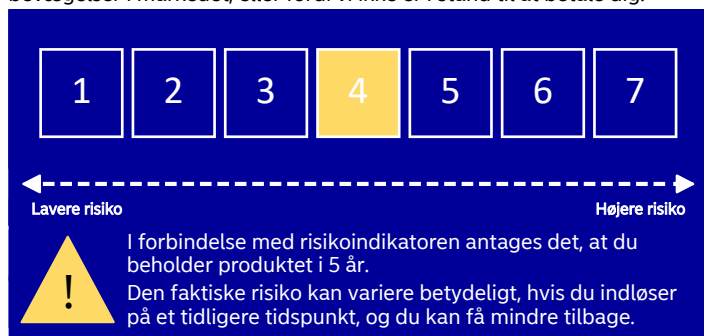 1 2 3 4 5 6 7
Lavere risiko Højere risiko
! I forbindelse med risikoindikatoren antages det, at du
beholder produktet i 5 år.
Den faktiske risiko kan variere betydeligt, hvis du indløser
på et tidligere tidspunkt, og du kan få mindre tilbage.